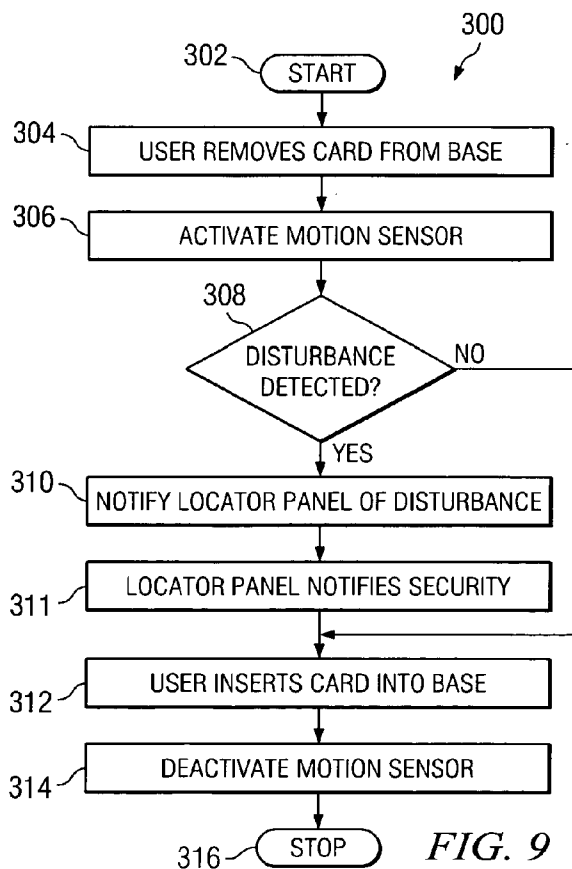 300
302
START
304
USER REMOVES CARD FROM BASE
306
ACTIVATE MOTION SENSOR
308
DISTURBANCE
DETECTED?
NO
YES
310
NOTIFY LOCATOR PANEL OF DISTURBANCE
311
LOCATOR PANEL NOTIFIES SECURITY
312
USER INSERTS CARD INTO BASE
314
DEACTIVATE MOTION SENSOR
316
STOP
FIG. 9